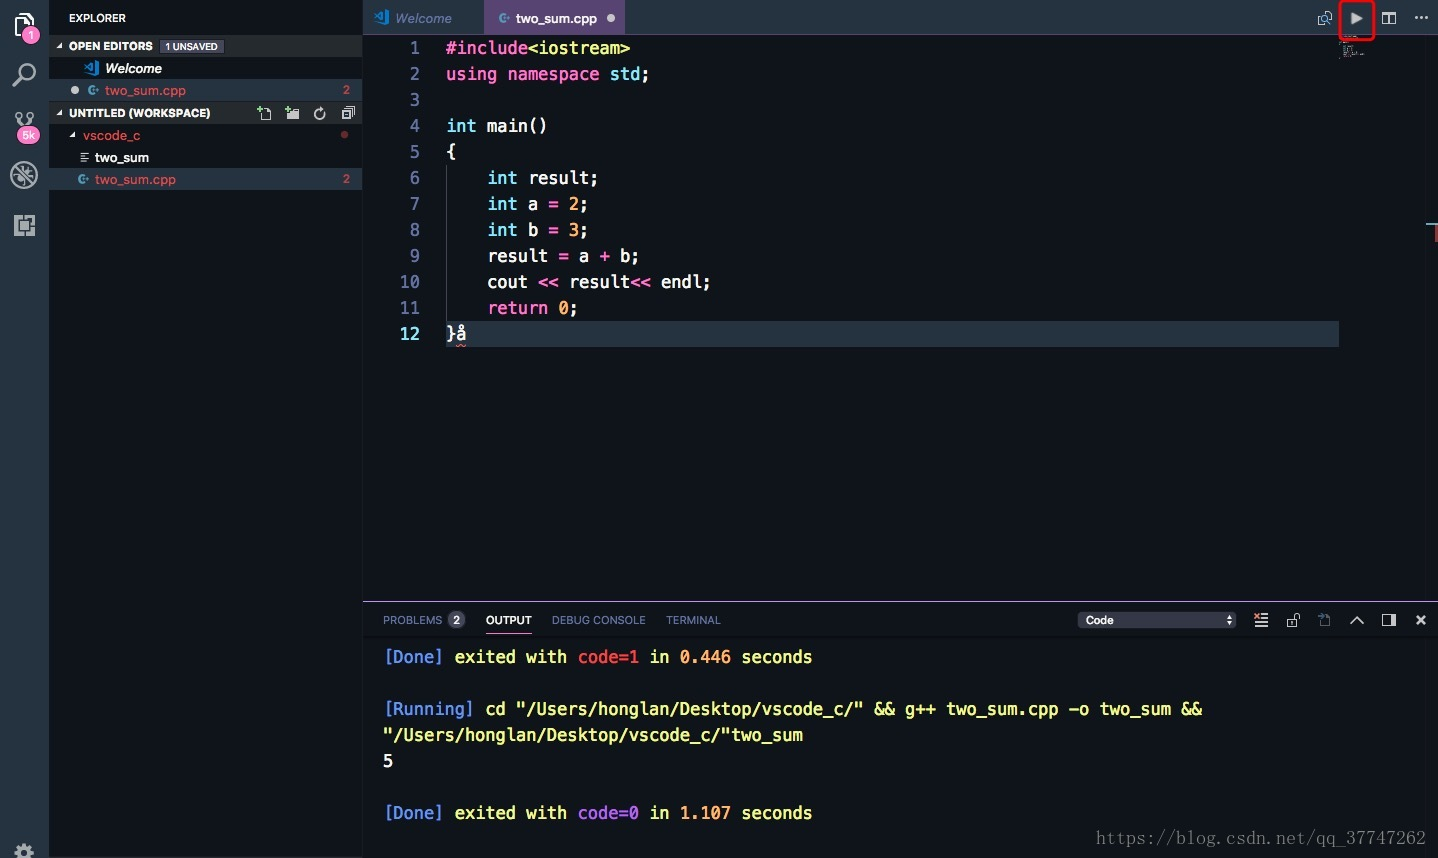 EXPLORER
OPEN EDITORS 1 UNSAVED
Welcome
two_sum.cpp 2
UNTITLED (WORKSPACE)
vscode_c
two_sum
two_sum.cpp 2
1
5k
Welcome two_sum.cpp
1 #include<iostream>
2 using namespace std;
3
4 int main()
5 {
6 int result;
7 int a = 2;
8 int b = 3;
9 result = a + b;
10 cout << result<< endl;
11 return 0;
12 }å
PROBLEMS 2 OUTPUT DEBUG CONSOLE TERMINAL Code
[Done] exited with code=1 in 0.446 seconds
[Running] cd "/Users/honglan/Desktop/vscode_c/" && g++ two_sum.cpp -o two_sum &&
"/Users/honglan/Desktop/vscode_c/"two_sum
5
[Done] exited with code=0 in 1.107 seconds
https://blog.csdn.net/qq_37747262